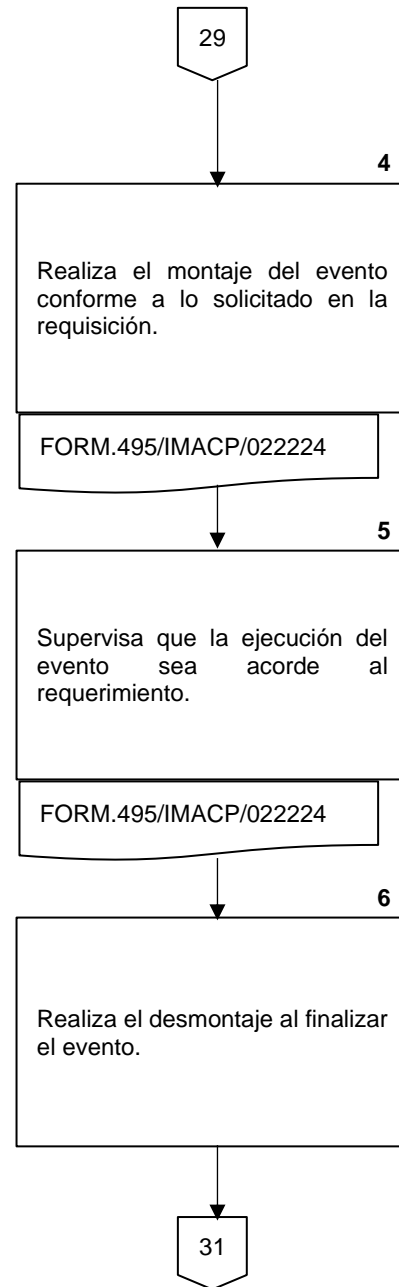 29
4
Realiza el montaje del evento
conforme a lo solicitado en la
requisición.
FORM.495/IMACP/022224
5
Supervisa que la ejecución del
evento sea acorde al
requerimiento.
FORM.495/IMACP/022224
6
Realiza el desmontaje al finalizar
el evento.
31